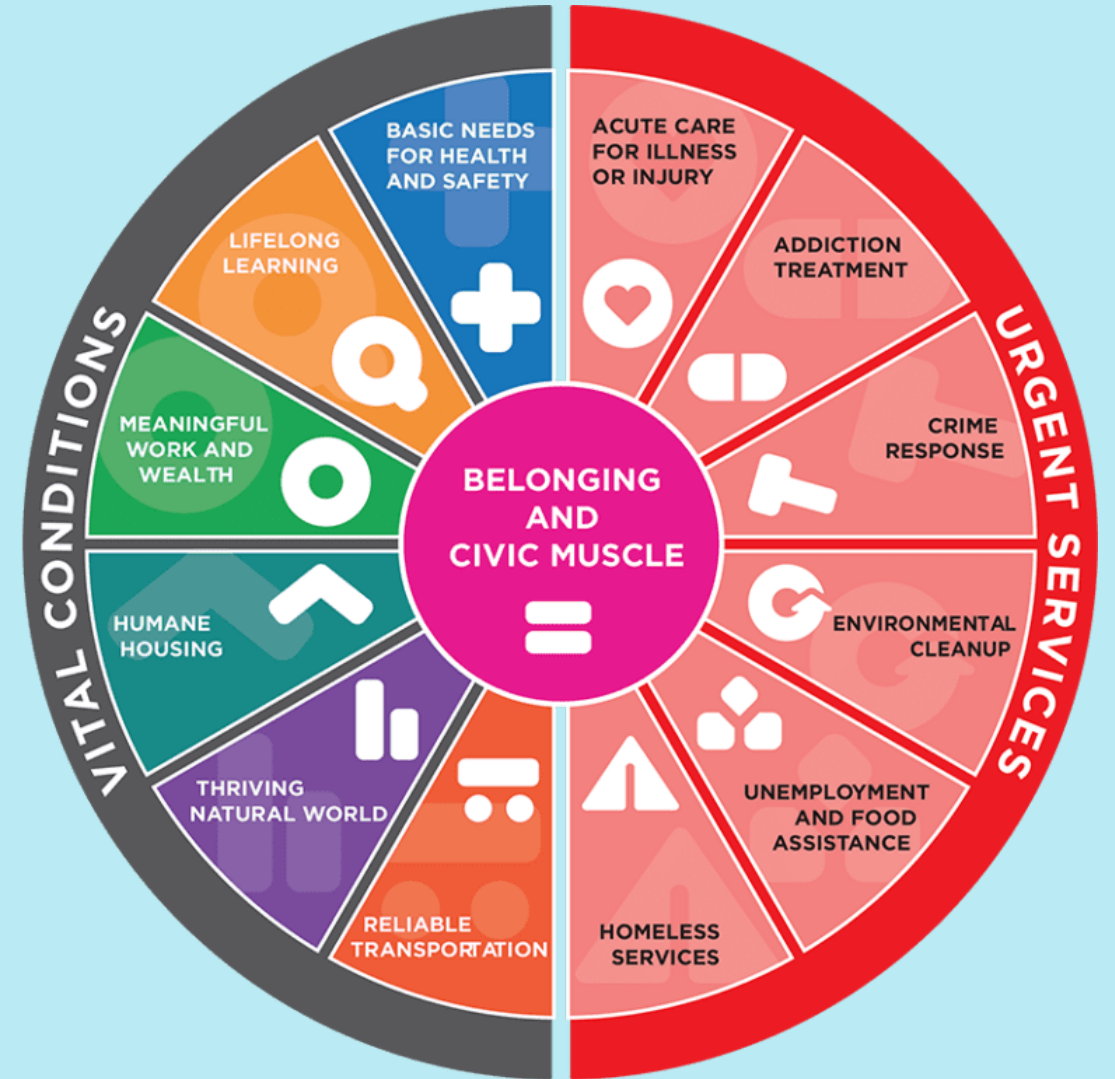 VITAL CONDITIONS
BASIC NEEDS
FOR HEALTH
AND SAFETY
LIFELONG
LEARNING
MEANINGFUL
WORK AND
WEALTH
HUMANE
HOUSING
THRIVING
NATURAL WORLD
RELIABLE
TRANSPORTATION
BELONGING
AND
CIVIC MUSCLE
URGENT SERVICES
ACUTE CARE
FOR ILLNESS
OR INJURY
ADDICTION
TREATMENT
CRIME
RESPONSE
ENVIRONMENTAL
CLEANUP
UNEMPLOYMENT
AND FOOD
ASSISTANCE
HOMELESS
SERVICES